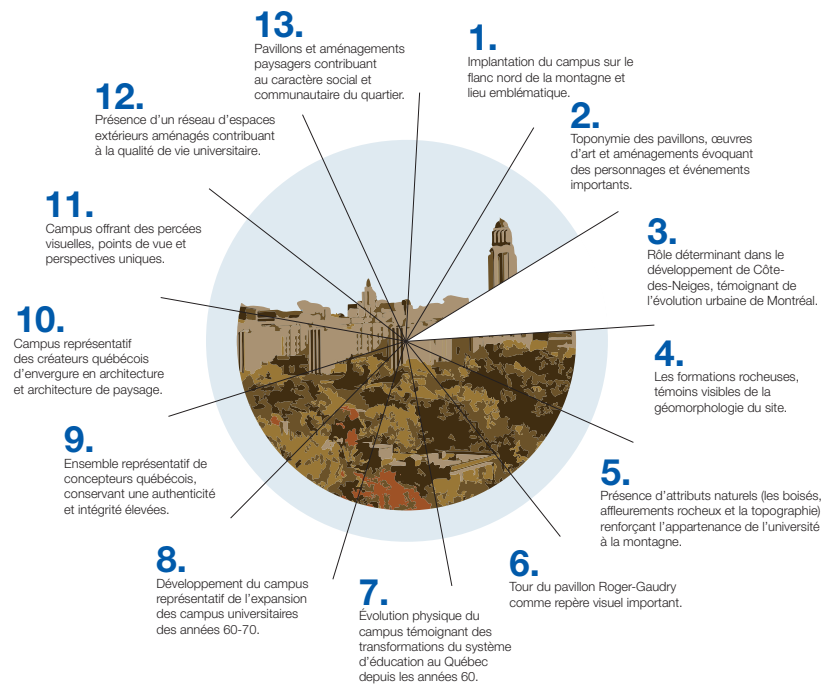 1.
Implantation du campus sur le
flanc nord de la montagne et
lieu emblématique.
2.
Toponymie des pavillons, œuvres
d'art et aménagements évoquant
des personnages et événements
importants.
3.
Rôle déterminant dans le
développement de Côte-
des-Neiges, témoignant de
l'évolution urbaine de Montréal.
4.
Les formations rocheuses,
témoins visibles de la
géomorphologie du site.
5.
Présence d'attributs naturels (les boisés,
affleurements rocheux et la topographie)
renforçant l'appartenance de l'université
à la montagne.
6.
Tour du pavillon Roger-Gaudry
comme repère visuel important.
7.
Évolution physique du
campus témoignant des
transformations du système
d'éducation au Québec
depuis les années 60.
8.
Développement du campus
représentatif de l'expansion
des campus universitaires
des années 60-70.
9.
Ensemble représentatif de
concepteurs québécois,
conservant une authenticité
et intégrité élevées.
10.
Campus représentatif
des créateurs québécois
d'envergure en architecture
et architecture de paysage.
11.
Campus offrant des percées
visuelles, points de vue et
perspectives uniques.
12.
Présence d'un réseau d'espaces
extérieurs aménagés contribuant
à la qualité de vie universitaire.
13.
Pavillons et aménagements
paysagers contribuant
au caractère social et
communautaire du quartier.